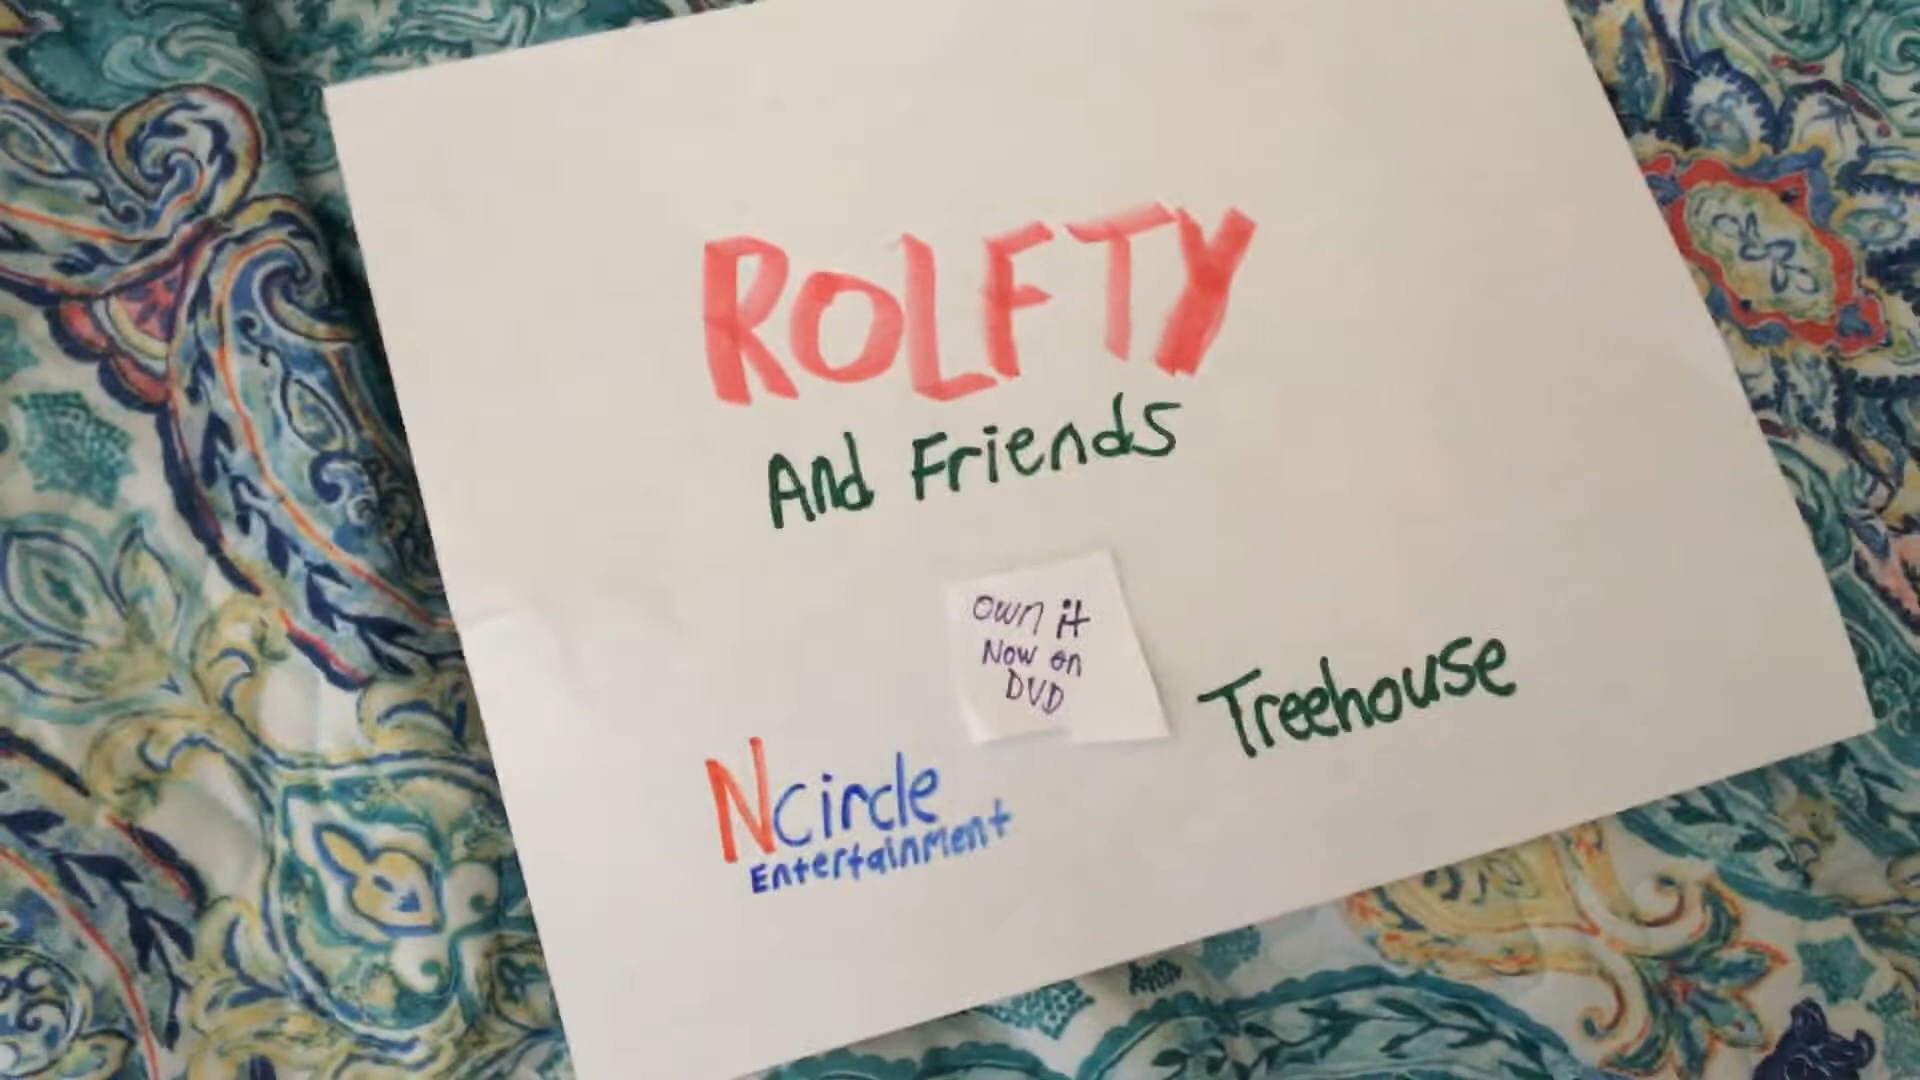 ROLFTY
And Friends
Own it
Now on
DVD
Treehouse
Ncircle
Entertainment